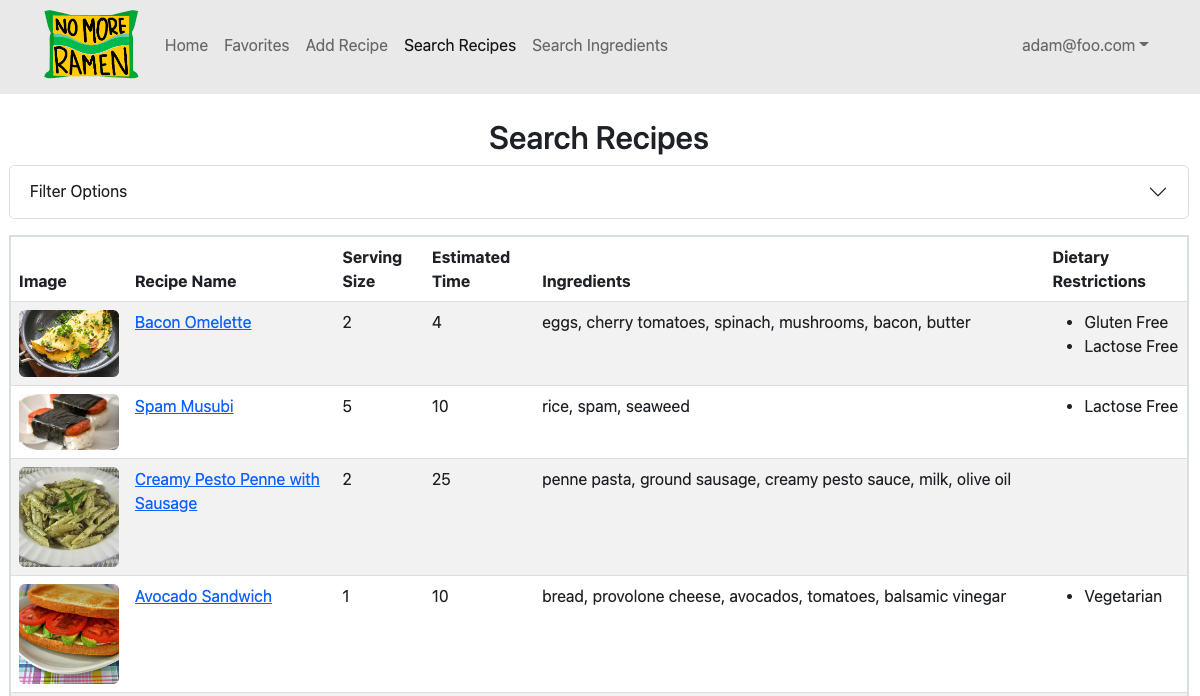 NO MORE
RAMEN
Home Favorites Add Recipe Search Recipes Search Ingredients adam@foo.com
Search Recipes
Filter Options
Image Recipe Name Serving Size Estimated Time Ingredients Dietary Restrictions
Bacon Omelette 2 4 eggs, cherry tomatoes, spinach, mushrooms, bacon, butter • Gluten Free
• Lactose Free
Spam Musubi 5 10 rice, spam, seaweed • Lactose Free
Creamy Pesto Penne with 2 25 penne pasta, ground sausage, creamy pesto sauce, milk, olive oil
Sausage
Avocado Sandwich 1 10 bread, provolone cheese, avocados, tomatoes, balsamic vinegar • Vegetarian